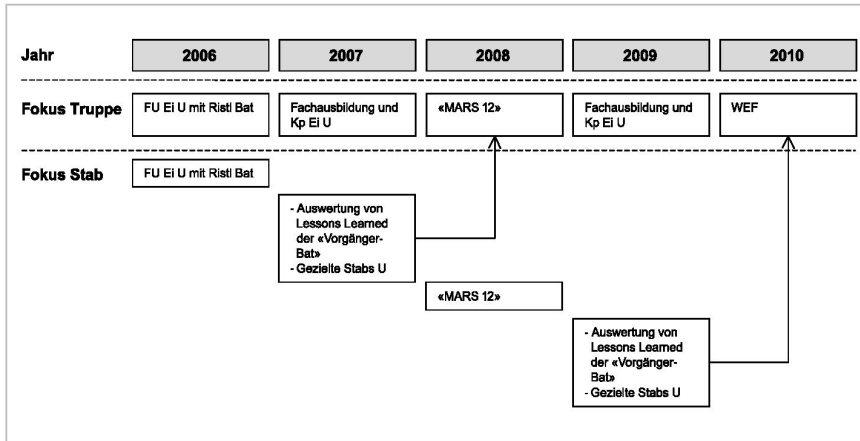 Jahr 2006 2007 2008 2009 2010
Fokus Truppe FU Ei U mit Ristl Bat Fachausbildung und «MARS 12» Fachausbildung und WEF
Kp Ei U Kp Ei U
Fokus Stab FU Ei U mit Ristl Bat
- Auswertung von
Lessons Learned
der «Vorgänger-
Bat»
- Gezielte Stabs U
«MARS 12»
- Auswertung von
Lessons Learned
der «Vorgänger-
Bat»
- Gezielte Stabs U